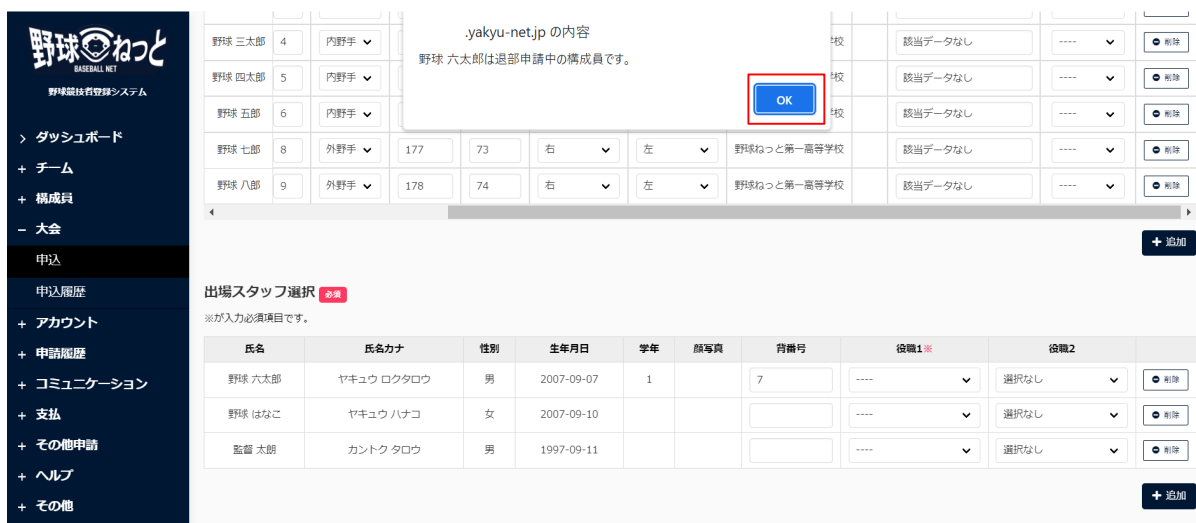 野球ねっと
BASEBALL NET
野球競技者登録システム
> ダッシュボード
+ チーム
+ 構成員
- 大会
申込
申込履歴
+ アカウント
+ 申請履歴
+ コミュニケーション
+ 支払
+ その他申請
+ ヘルプ
+ その他
.yakyu-net.jp の内容
野球 六太郎は退部申請中の構成員です。
OK
野球 三太郎 4 内野手 校 該当データなし ---- 削除
野球 四太郎 5 内野手 校 該当データなし ---- 削除
野球 五郎 6 内野手 校 該当データなし ---- 削除
野球 七郎 8 外野手 177 73 右 左 野球ねっと第一高等学校 該当データなし ---- 削除
野球 八郎 9 外野手 178 74 右 左 野球ねっと第一高等学校 該当データなし ---- 削除
+ 追加
出場スタッフ選択 必須
※が入力必須項目です。
氏名 氏名カナ 性別 生年月日 学年 顔写真 背番号 役職1※ 役職2
野球 六太郎 ヤキュウ ロクタロウ 男 2007-09-07 1 7 ---- 選択なし 削除
野球 はなこ ヤキュウ ハナコ 女 2007-09-10 ---- 選択なし 削除
監督 太朗 カントク タロウ 男 1997-09-11 ---- 選択なし 削除
+ 追加